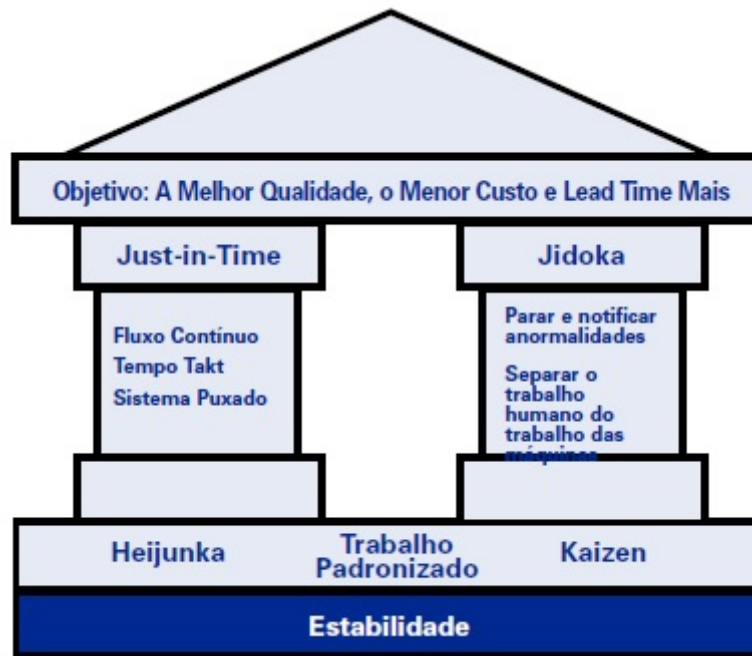 Objetivo: A Melhor Qualidade, o Menor Custo e Lead Time Mais
Just-in-Time
Fluxo Contínuo
Tempo Takt
Sistema Puxado
Jidoka
Parar e notificar
anormalidades
Separar o
trabalho
humano do
trabalho das
máquinas
Heijunka
Trabalho
Padronizado
Kaizen
Estabilidade